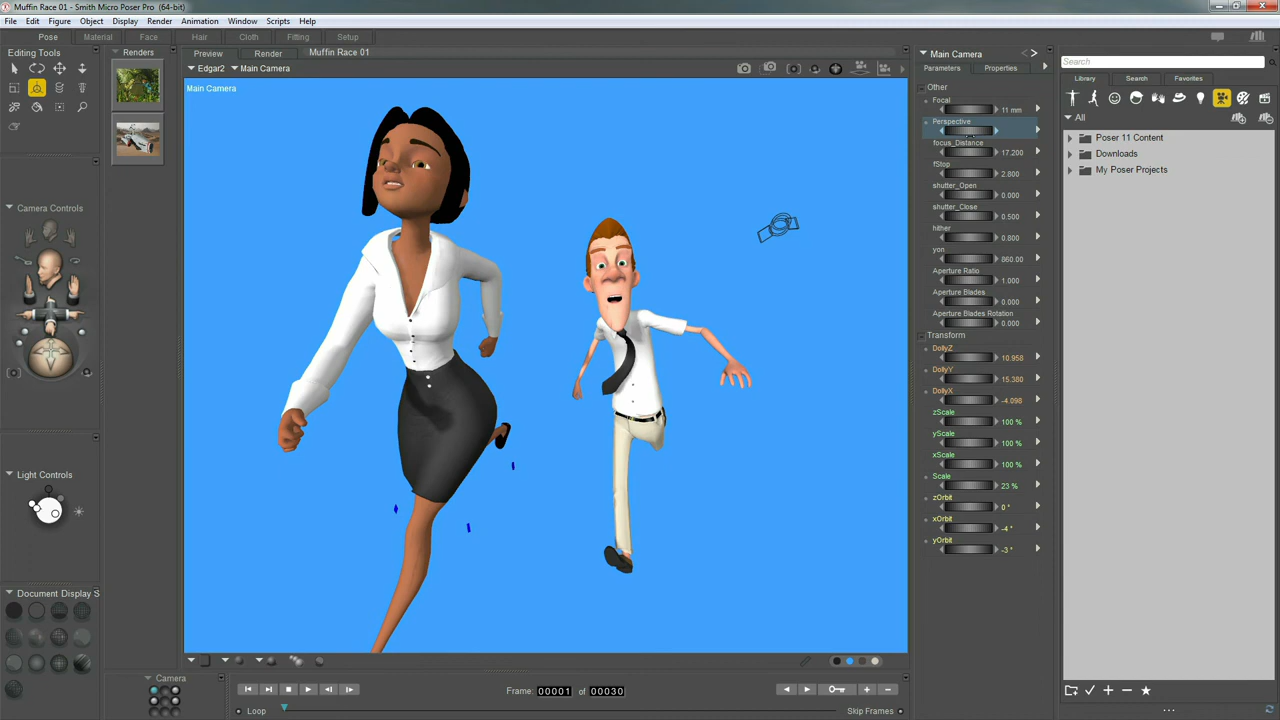 Muffin Race 01 - Smith Micro Poser Pro (64-bit)
File Edit Figure Object Display Render Animation Window Scripts Help
Pose Material Face Hair Cloth Fitting Setup
Editing Tools
Renders
Preview Render Muffin Race 01
Edgar2 Main Camera
Main Camera
Camera Controls
Light Controls
Document Display S
Camera
Frame: 00001 of 00030
Loop
Skip Frames
Main Camera
Parameters Properties
Other
Focal
11 mm
Perspective
focus_Distance
17.200
fStop
2.800
shutter_Open
0.000
shutter_Close
0.500
hither
0.800
yon
860.00
Aperture Ratio
1.000
Aperture Blades
0.000
Aperture Blades Rotation
0.000
Transform
DollyZ
10.958
DollyY
15.380
DollyX
-4.098
zScale
100 %
yScale
100 %
xScale
100 %
Scale
23 %
zOrbit
0 °
xOrbit
-4 °
yOrbit
-3 °
Search
Library Search Favorites
All
Poser 11 Content
Downloads
My Poser Projects